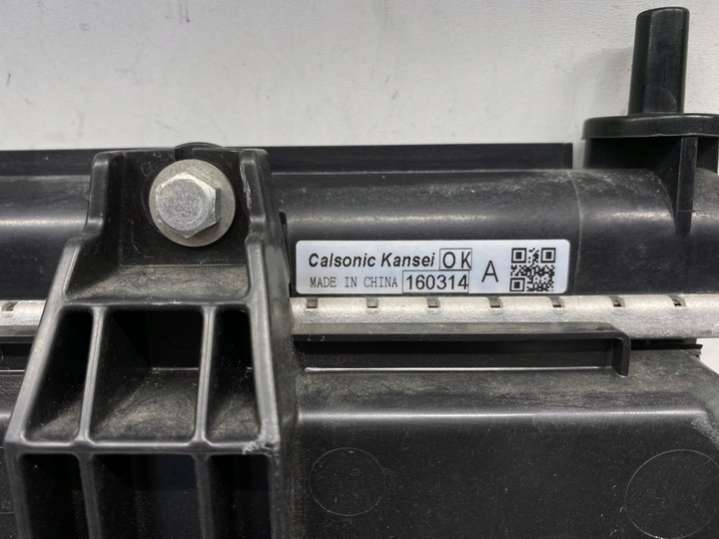 Calsonic Kansei OK
MADE IN CHINA 160314 A